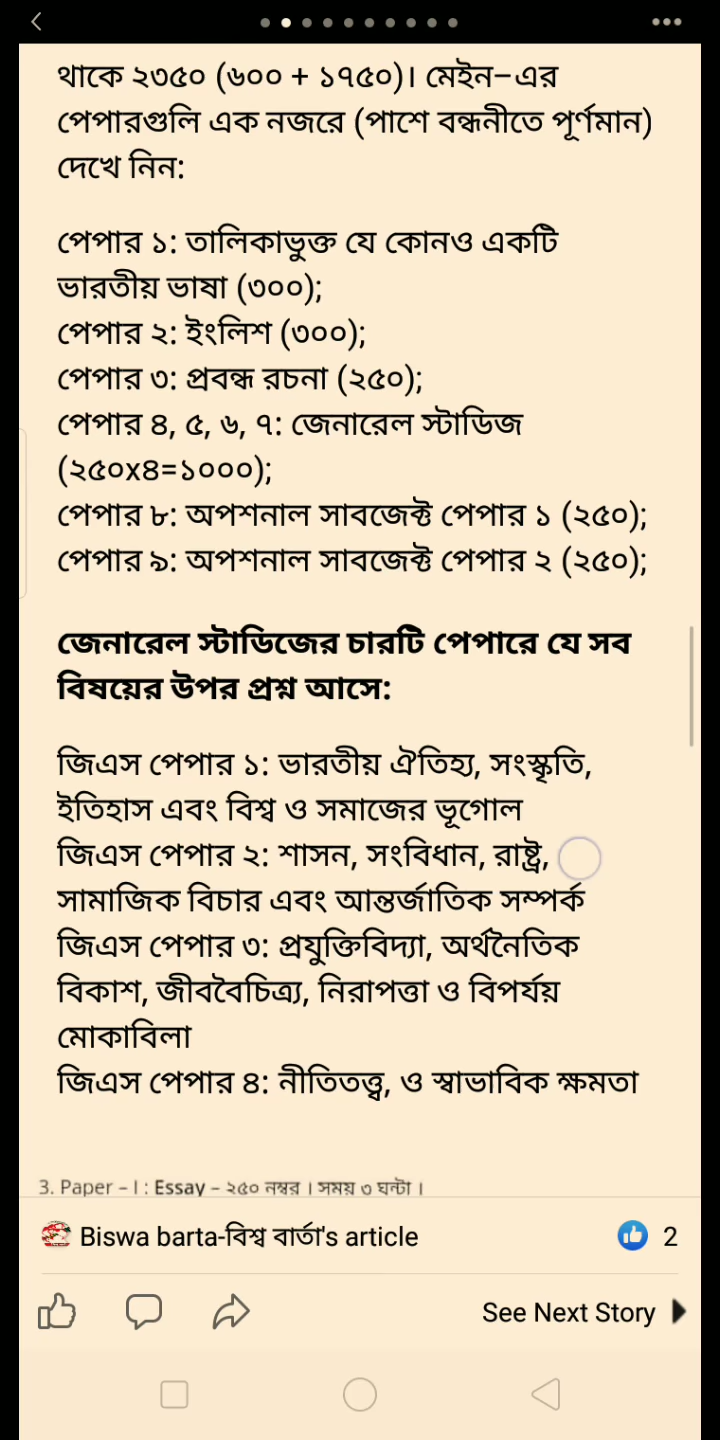 থাকে ২৩৫০ (৬০০ + ১৭৫০)। মেইন–এর
পেপারগুলি এক নজরে (পাশে বন্ধনীতে পূর্ণমান)
দেখে নিন:
পেপার ১: তালিকাভুক্ত যে কোনও একটি
ভারতীয় ভাষা (৩০০);
পেপার ২: ইংলিশ (৩০০);
পেপার ৩: প্রবন্ধ রচনা (২৫০);
পেপার ৪, ৫, ৬, ৭: জেনারেল স্টাডিজ
(২৫০x৪=১০০০);
পেপার ৮: অপশনাল সাবজেক্ট পেপার ১ (২৫০);
পেপার ৯: অপশনাল সাবজেক্ট পেপার ২ (২৫০);
জেনারেল স্টাডিজের চারটি পেপারে যে সব
বিষয়ের উপর প্রশ্ন আসে:
জিএস পেপার ১: ভারতীয় ঐতিহ্য, সংস্কৃতি,
ইতিহাস এবং বিশ্ব ও সমাজের ভূগোল
জিএস পেপার ২: শাসন, সংবিধান, রাষ্ট্র,
সামাজিক বিচার এবং আন্তর্জাতিক সম্পর্ক
জিএস পেপার ৩: প্রযুক্তিবিদ্যা, অর্থনৈতিক
বিকাশ, জীববৈচিত্র্য, নিরাপত্তা ও বিপর্যয়
মোকাবিলা
জিএস পেপার ৪: নীতিতত্ত্ব, ও স্বাভাবিক ক্ষমতা
3. Paper – I : Essay – ২৫০ নম্বর । সময় ৩ ঘন্টা ।
Biswa barta-বিশ্ব বার্তা's article 2
See Next Story